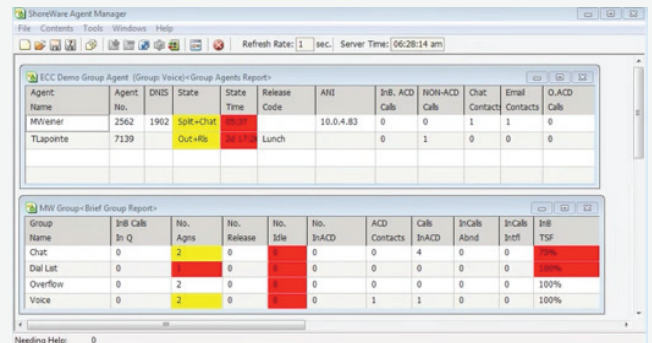 ShoreWare Agent Manager
File Contents Tools Windows Help
Refresh Rate: 1 sec. Server Time: 06:28:14 am
ECC Demo Group Agent (Group: Voice)<Group Agents Report>
Agent Agent DNIS State State Release ANI InB. ACD NON-ACD Chat Email O.ACD
Name No. Time Code Calls Calls Contacts Contacts Calls
MWeiner 2562 1902 Split+Chat 10.0.4.83 0 0 1 1 0
TLapointe 7139 Out+Rls Lunch 0 1 0 0 0
MW Group<Brief Group Report>
Group InB Calls No. No. No. No. ACD Calls InCalls InCalls InB
Name In Q Agns Release Idle InACD Contacts InACD Abnd Intfl TSF
Chat 0 2 0 0 0 0 4 0 0 75%
Dial List 0 0 0 0 0 0 0 0 100%
Overflow 0 2 0 0 0 0 0 0 0 100%
Voice 0 2 0 0 0 1 1 0 0 100%
Needing Help: 0